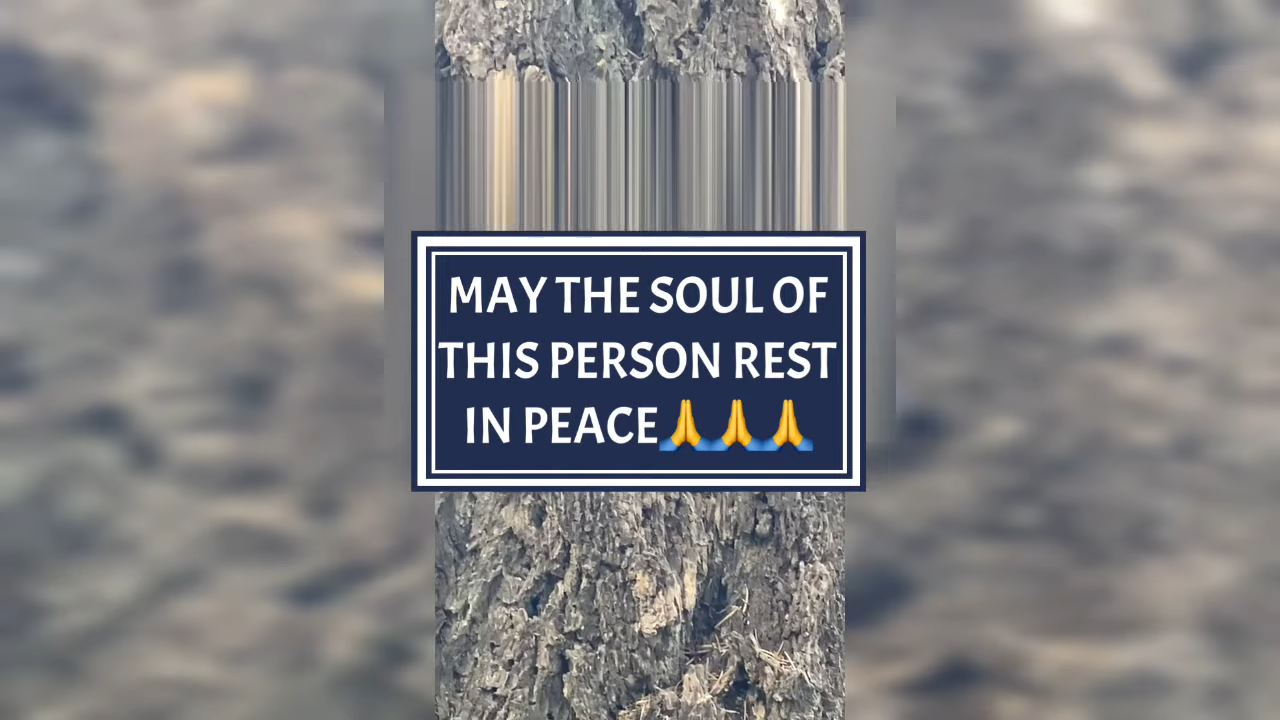 MAY THE SOUL OF
THIS PERSON REST
IN PEACE🙏🙏🙏